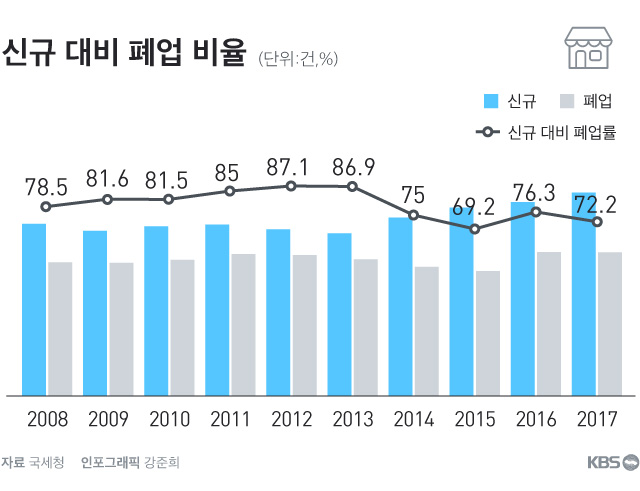 신규 대비 폐업 비율 (단위:건,%)
신규 폐업
신규 대비 폐업률
78.5 81.6 81.5 85 87.1 86.9 75 69.2 76.3 72.2
2008 2009 2010 2011 2012 2013 2014 2015 2016 2017
자료 국세청 인포그래픽 강준희
KBS